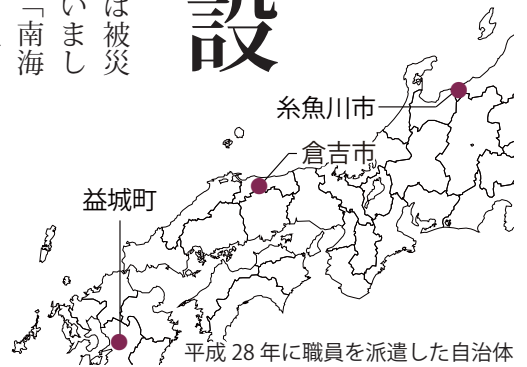 設
は被災
いまし
「南海
糸魚川市
倉吉市
益城町
平成 28 年に職員を派遣した自治体